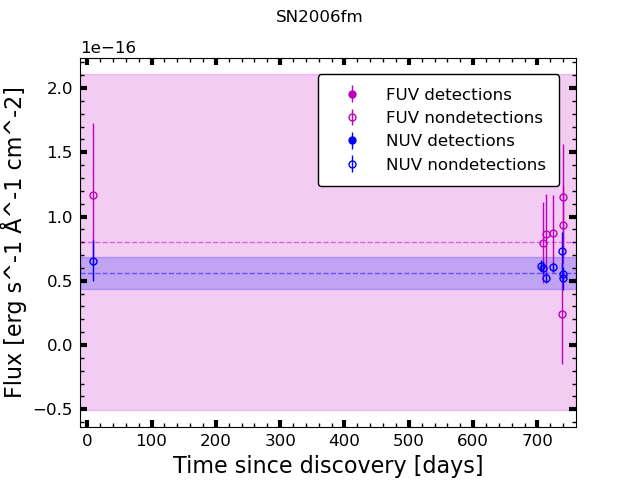 SN2006fm
1e−16
2.0
1.5
1.0
0.5
0.0
−0.5
Flux [erg s^-1 Å^-1 cm^-2]
FUV detections
FUV nondetections
NUV detections
NUV nondetections
0 100 200 300 400 500 600 700
Time since discovery [days]